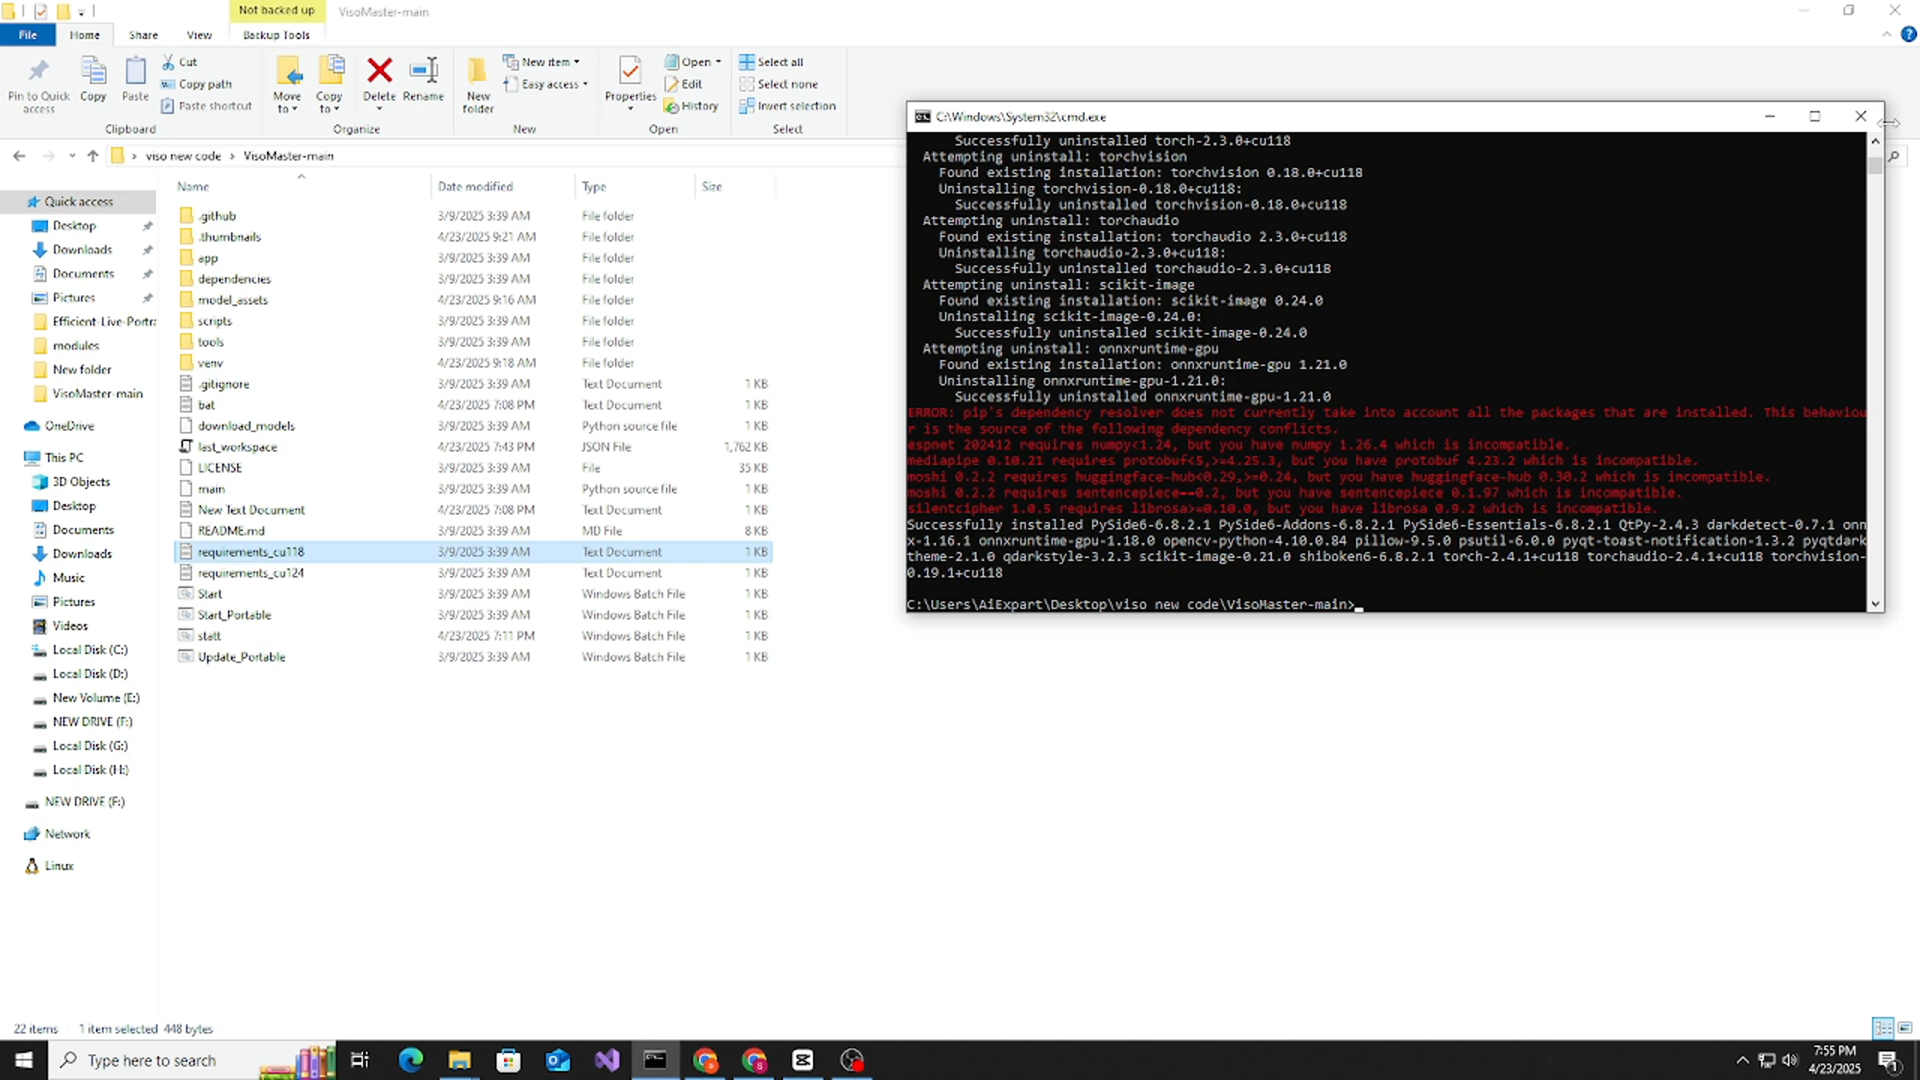 Not backed up
VisoMaster-main
File
Home
Share
View
Backup Tools
Pin to Quick access
Copy
Paste
Cut
Copy path
Paste shortcut
Clipboard
Move to
Copy to
Delete
Rename
Organize
New folder
New item
Easy access
New
Properties
Open
Edit
History
Open
Select all
Select none
Invert selection
Select
viso new code
VisoMaster-main
Quick access
Desktop
Downloads
Documents
Pictures
Efficient-Live-Portra
modules
New folder
VisoMaster-main
OneDrive
This PC
3D Objects
Desktop
Documents
Downloads
Music
Pictures
Videos
Local Disk (C:)
Local Disk (D:)
New Volume (E:)
NEW DRIVE (F:)
Local Disk (G:)
Local Disk (H:)
NEW DRIVE (F:)
Network
Linux
Name Date modified Type Size
.github 3/9/2025 3:39 AM File folder
.thumbnails 4/23/2025 9:21 AM File folder
app 3/9/2025 3:39 AM File folder
dependencies 3/9/2025 3:39 AM File folder
model_assets 4/23/2025 9:16 AM File folder
scripts 3/9/2025 3:39 AM File folder
tools 3/9/2025 3:39 AM File folder
venv 4/23/2025 9:18 AM File folder
.gitignore 3/9/2025 3:39 AM Text Document 1 KB
bat 4/23/2025 7:08 PM Text Document 1 KB
download_models 3/9/2025 3:39 AM Python source file 1 KB
last_workspace 4/23/2025 7:43 PM JSON File 1,762 KB
LICENSE 3/9/2025 3:39 AM File 35 KB
main 3/9/2025 3:39 AM Python source file 1 KB
New Text Document 4/23/2025 7:08 PM Text Document 1 KB
README.md 3/9/2025 3:39 AM MD File 8 KB
requirements_cu118 3/9/2025 3:39 AM Text Document 1 KB
requirements_cu124 3/9/2025 3:39 AM Text Document 1 KB
Start 3/9/2025 3:39 AM Windows Batch File 1 KB
Start_Portable 3/9/2025 3:39 AM Windows Batch File 1 KB
statt 4/23/2025 7:11 PM Windows Batch File 1 KB
Update_Portable 3/9/2025 3:39 AM Windows Batch File 1 KB
C:\Windows\System32\cmd.exe
Successfully uninstalled torch-2.3.0+cu118
Attempting uninstall: torchvision
Found existing installation: torchvision 0.18.0+cu118
Uninstalling torchvision-0.18.0+cu118:
Successfully uninstalled torchvision-0.18.0+cu118
Attempting uninstall: torchaudio
Found existing installation: torchaudio 2.3.0+cu118
Uninstalling torchaudio-2.3.0+cu118:
Successfully uninstalled torchaudio-2.3.0+cu118
Attempting uninstall: scikit-image
Found existing installation: scikit-image 0.24.0
Uninstalling scikit-image-0.24.0:
Successfully uninstalled scikit-image-0.24.0
Attempting uninstall: onnxruntime-gpu
Found existing installation: onnxruntime-gpu 1.21.0
Uninstalling onnxruntime-gpu-1.21.0:
Successfully uninstalled onnxruntime-gpu-1.21.0
ERROR: pip's dependency resolver does not currently take into account all the packages that are installed. This behaviou
r is the source of the following dependency conflicts.
espnet 202412 requires numpy<1.24, but you have numpy 1.26.4 which is incompatible.
mediapipe 0.10.21 requires protobuf<5,>=4.25.3, but you have protobuf 4.23.2 which is incompatible.
moshi 0.2.2 requires huggingface-hub<0.29,>=0.24, but you have huggingface-hub 0.30.2 which is incompatible.
moshi 0.2.2 requires sentencepiece==0.2, but you have sentencepiece 0.1.97 which is incompatible.
silentcipher 1.0.5 requires librosa>=0.10.0, but you have librosa 0.9.2 which is incompatible.
Successfully installed PySide6-6.8.2.1 PySide6-Addons-6.8.2.1 PySide6-Essentials-6.8.2.1 QtPy-2.4.3 darkdetect-0.7.1 onn
x-1.16.1 onnxruntime-gpu-1.18.0 opencv-python-4.10.0.84 pillow-9.5.0 psutil-6.0.0 pyqt-toast-notification-1.3.2 pyqtdark
theme-2.1.0 qdarkstyle-3.2.3 scikit-image-0.21.0 shiboken6-6.8.2.1 torch-2.4.1+cu118 torchaudio-2.4.1+cu118 torchvision-
0.19.1+cu118
C:\Users\AiExpart\Desktop\viso new code\VisoMaster-main>
22 items 1 item selected 448 bytes
Type here to search
7:55 PM
4/23/2025